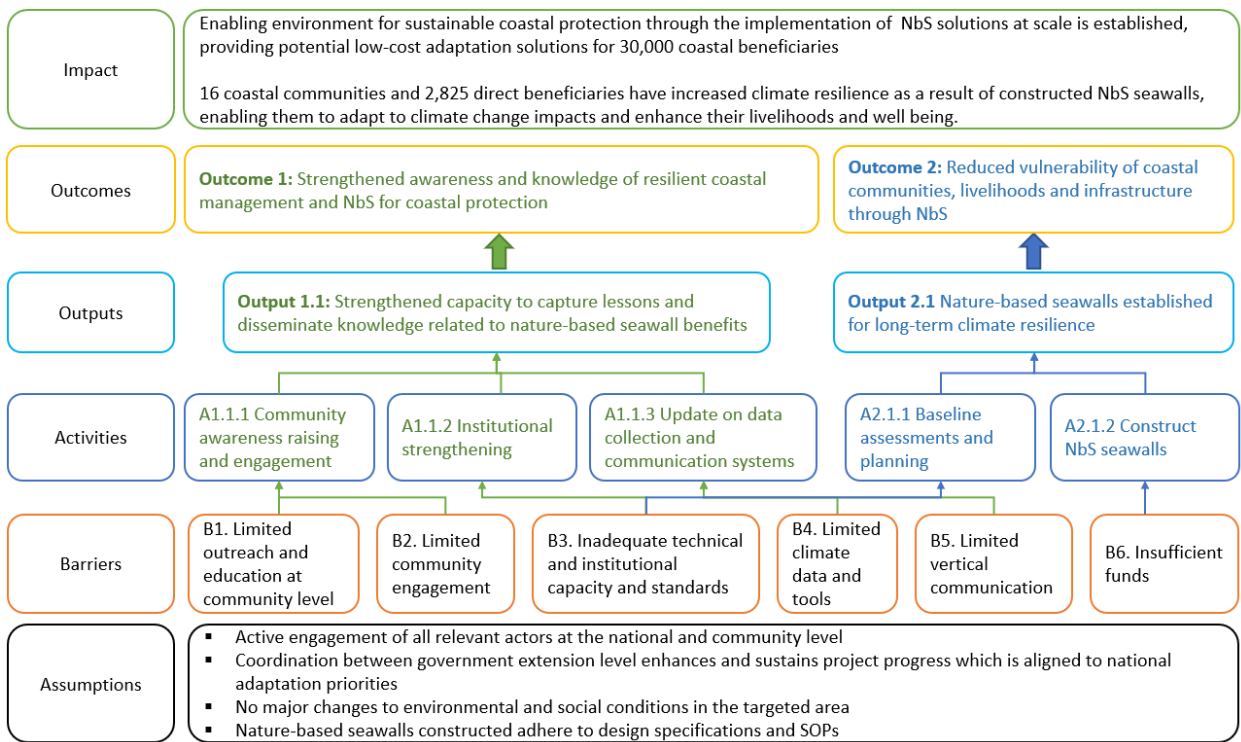 Impact
Enabling environment for sustainable coastal protection through the implementation of NbS solutions at scale is established,
providing potential low-cost adaptation solutions for 30,000 coastal beneficiaries
16 coastal communities and 2,825 direct beneficiaries have increased climate resilience as a result of constructed NbS seawalls,
enabling them to adapt to climate change impacts and enhance their livelihoods and well being.
Outcomes
Outcome 1: Strengthened awareness and knowledge of resilient coastal
management and NbS for coastal protection
Outcome 2: Reduced vulnerability of coastal
communities, livelihoods and infrastructure
through NbS
Outputs
Output 1.1: Strengthened capacity to capture lessons and
disseminate knowledge related to nature-based seawall benefits
Output 2.1 Nature-based seawalls established
for long-term climate resilience
Activities
A1.1.1 Community
awareness raising
and engagement
A1.1.2 Institutional
strengthening
A1.1.3 Update on data
collection and
communication systems
A2.1.1 Baseline
assessments and
planning
A2.1.2 Construct
NbS seawalls
Barriers
B1. Limited
outreach and
education at
community level
B2. Limited
community
engagement
B3. Inadequate technical
and institutional
capacity and standards
B4. Limited
climate
data and
tools
B5. Limited
vertical
communication
B6. Insufficient
funds
Assumptions
▪ Active engagement of all relevant actors at the national and community level
▪ Coordination between government extension level enhances and sustains project progress which is aligned to national
adaptation priorities
▪ No major changes to environmental and social conditions in the targeted area
▪ Nature-based seawalls constructed adhere to design specifications and SOPs